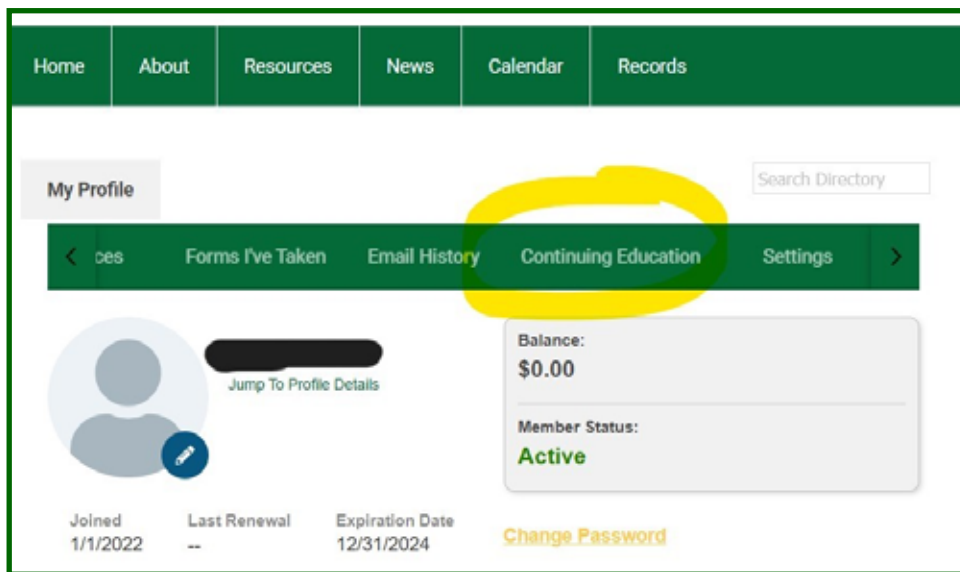 Home About Resources News Calendar Records
My Profile
Search Directory
ces Forms I've Taken Email History Continuing Education Settings
Jump To Profile Details
Balance:
$0.00
Member Status:
Active
Joined Last Renewal Expiration Date
1/1/2022 -- 12/31/2024
Change Password